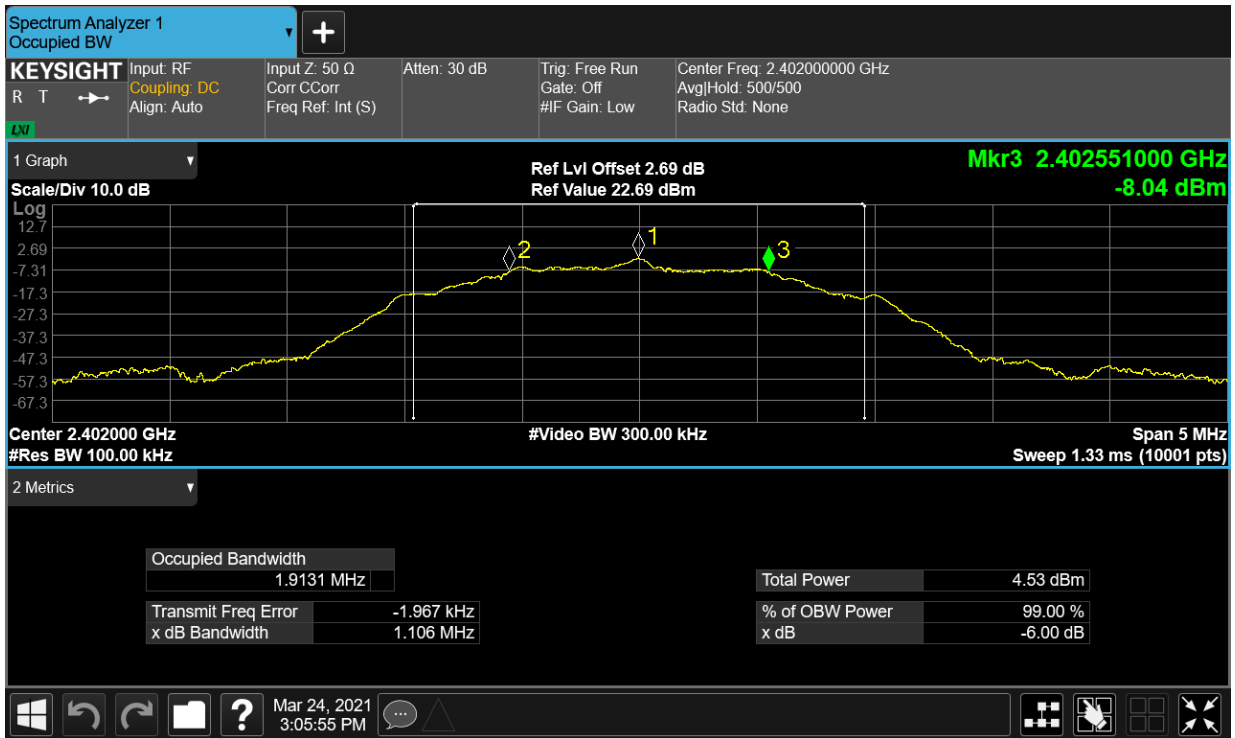 Spectrum Analyzer 1
Occupied BW
KEYSIGHT
R T
LXI
Input: RF
Coupling: DC
Align: Auto
Input Z: 50 Ω
Corr CCorr
Freq Ref: Int (S)
Atten: 30 dB
Trig: Free Run
Gate: Off
#IF Gain: Low
Center Freq: 2.402000000 GHz
Avg|Hold: 500/500
Radio Std: None
1 Graph
Scale/Div 10.0 dB
Ref Lvl Offset 2.69 dB
Ref Value 22.69 dBm
Mkr3 2.402551000 GHz
-8.04 dBm
Log
12.7
2.69
-7.31
-17.3
-27.3
-37.3
-47.3
-57.3
-67.3
2
1
3
Center 2.402000 GHz
#Video BW 300.00 kHz
Span 5 MHz
#Res BW 100.00 kHz
Sweep 1.33 ms (10001 pts)
2 Metrics
Occupied Bandwidth
1.9131 MHz
Total Power 4.53 dBm
Transmit Freq Error -1.967 kHz
% of OBW Power 99.00 %
x dB Bandwidth 1.106 MHz
x dB -6.00 dB
?
Mar 24, 2021
3:05:55 PM